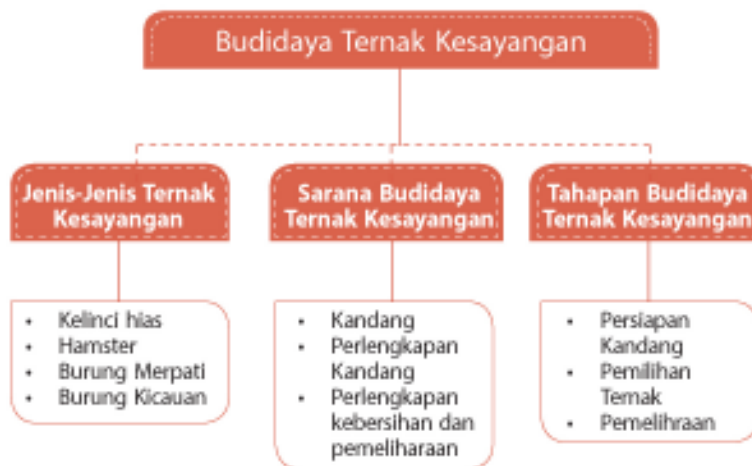 Budidaya Ternak Kesayangan
Jenis-Jenis Ternak
Kesayangan
• Kelinci hias
• Hamster
• Burung Merpati
• Burung Kicauan
Sarana Budidaya
Ternak Kesayangan
• Kandang
• Perlengkapan
Kandang
• Perlengkapan
kebersihan dan
pemeliharaan
Tahapan Budidaya
Ternak Kesayangan
• Persiapan
Kandang
• Pemilihan
Ternak
• Pemelihraan